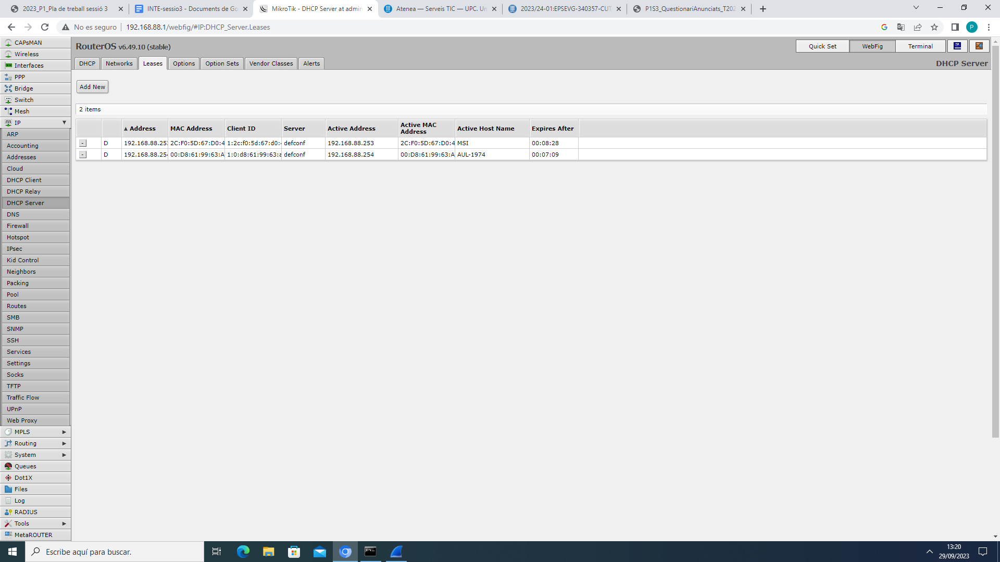 2023_P1_Pla de treball sessió 3
INTE-sessio3 - Documents de Go
MikroTik - DHCP Server at admin
Atenea — Serveis TIC — UPC. Un
2023/24-01:EPSEVG-340357-CUT
P1S3_QuestionariAnunciats_T202
No es seguro
192.168.88.1/webfig/#IP:DHCP_Server.Leases
P
RouterOS v6.49.10 (stable)
Quick Set
WebFig
Terminal
DHCP
Networks
Leases
Options
Option Sets
Vendor Classes
Alerts
DHCP Server
Add New
2 items
▲ Address MAC Address Client ID Server Active Address Active MAC Address Active Host Name Expires After
- D 192.168.88.253 2C:F0:5D:67:D0:4 1:2c:f0:5d:67:d0:4 defconf 192.168.88.253 2C:F0:5D:67:D0:4 MSI 00:08:28
- D 192.168.88.254 00:D8:61:99:63:A 1:0:d8:61:99:63:a defconf 192.168.88.254 00:D8:61:99:63:A AUL-1974 00:07:09
CAPsMAN
Wireless
Interfaces
PPP
Bridge
Switch
Mesh
IP
ARP
Accounting
Addresses
Cloud
DHCP Client
DHCP Relay
DHCP Server
DNS
Firewall
Hotspot
IPsec
Kid Control
Neighbors
Packing
Pool
Routes
SMB
SNMP
SSH
Services
Settings
Socks
TFTP
Traffic Flow
UPnP
Web Proxy
MPLS
Routing
System
Queues
Dot1X
Files
Log
RADIUS
Tools
MetaROUTER
Escribe aquí para buscar.
13:20
29/09/2023